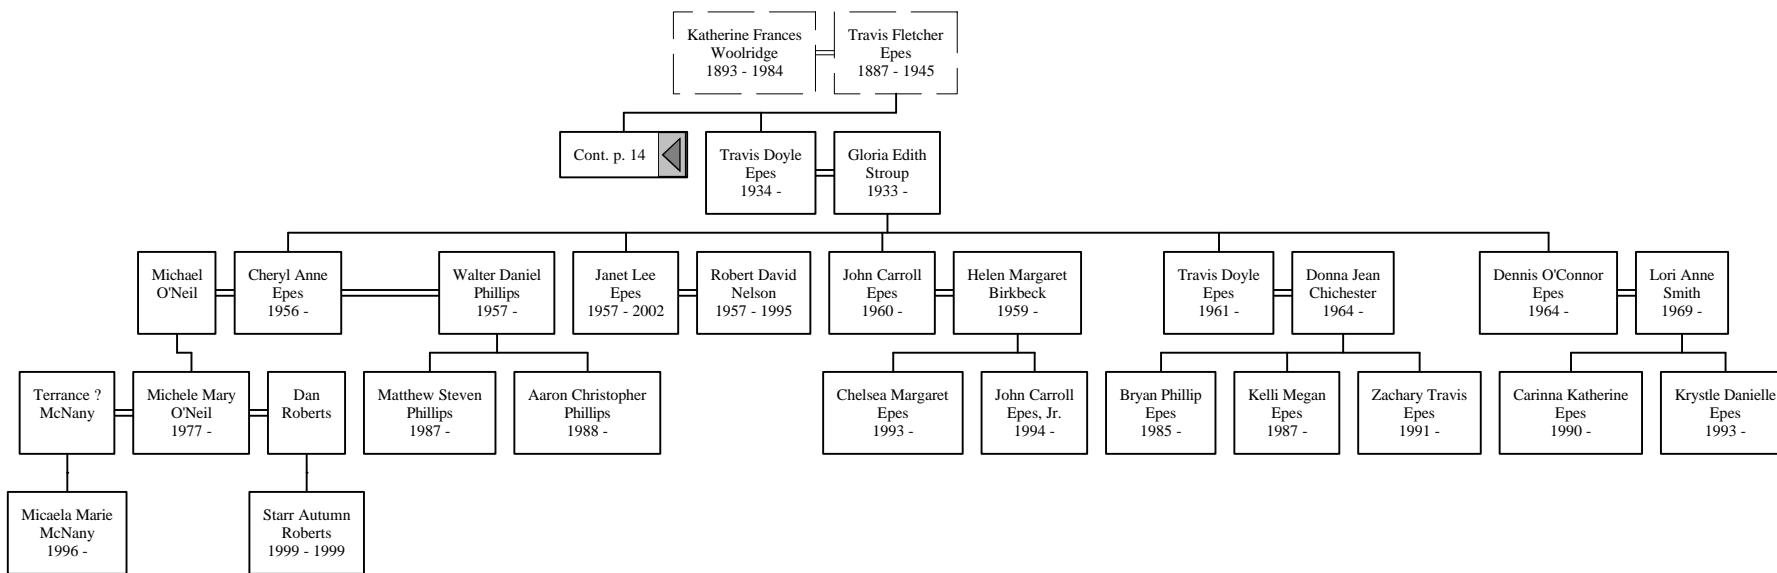 Katherine Frances
Woolridge
1893 - 1984
Travis Fletcher
Epes
1887 - 1945
Cont. p. 14
Travis Doyle
Epes
1934 -
Gloria Edith
Stroup
1933 -
Michael
O'Neil
Cheryl Anne
Epes
1956 -
Walter Daniel
Phillips
1957 -
Janet Lee
Epes
1957 - 2002
Robert David
Nelson
1957 - 1995
John Carroll
Epes
1960 -
Helen Margaret
Birkbeck
1959 -
Travis Doyle
Epes
1961 -
Donna Jean
Chichester
1964 -
Dennis O'Connor
Epes
1964 -
Lori Anne
Smith
1969 -
Terrance ?
McNany
Michele Mary
O'Neil
1977 -
Dan
Roberts
Matthew Steven
Phillips
1987 -
Aaron Christopher
Phillips
1988 -
Chelsea Margaret
Epes
1993 -
John Carroll
Epes, Jr.
1994 -
Bryan Phillip
Epes
1985 -
Kelli Megan
Epes
1987 -
Zachary Travis
Epes
1991 -
Carinna Katherine
Epes
1990 -
Krystle Danielle
Epes
1993 -
Micaela Marie
McNany
1996 -
Starr Autumn
Roberts
1999 - 1999